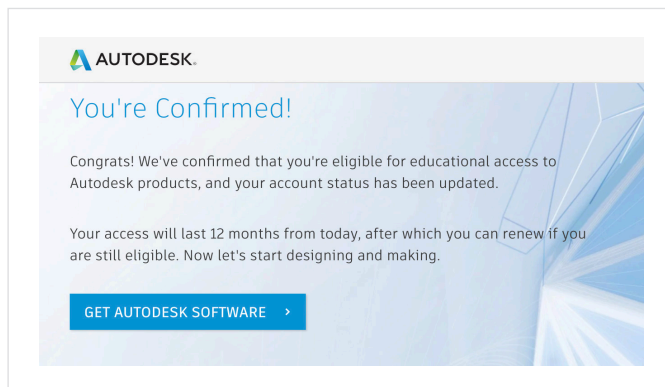 AUTODESK®
You're Confirmed!
Congrats! We've confirmed that you're eligible for educational access to
Autodesk products, and your account status has been updated.
Your access will last 12 months from today, after which you can renew if you
are still eligible. Now let's start designing and making.
GET AUTODESK SOFTWARE >